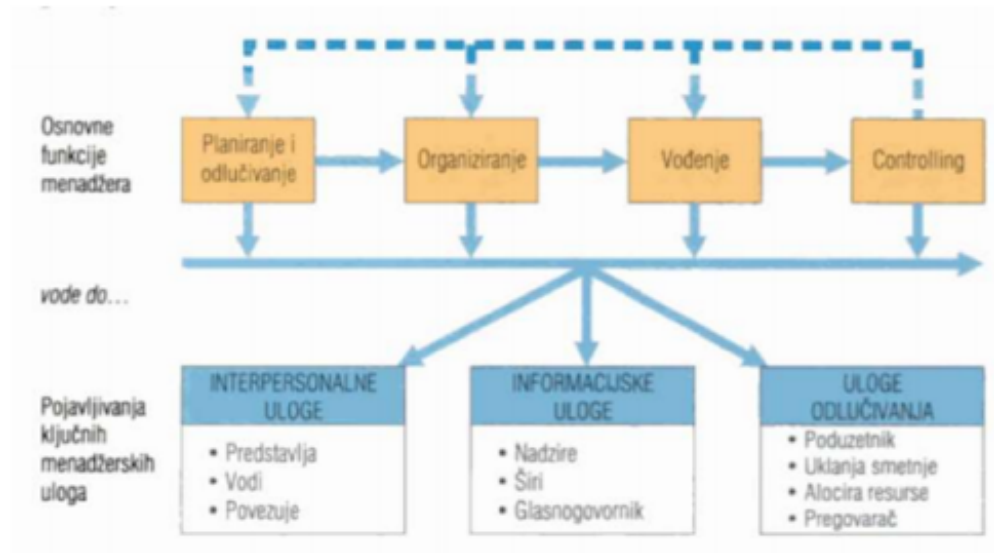 Osnovne
funkcije
menadžera
Planiranje i
odlučivanje
Organiziranje
Vođenje
Controlling
vode do...
Pojavljivanja
ključnih
menadžerskih
uloga
INTERPERSONALNE
ULOGE
• Predstavlja
• Vodi
• Povezuje
INFORMACIJSKE
ULOGE
• Nadzire
• Širi
• Glasnogovornik
ULOGE
ODLUČIVANJA
• Poduzetnik
• Uklanja smetnje
• Alocira resurse
• Pregovarač